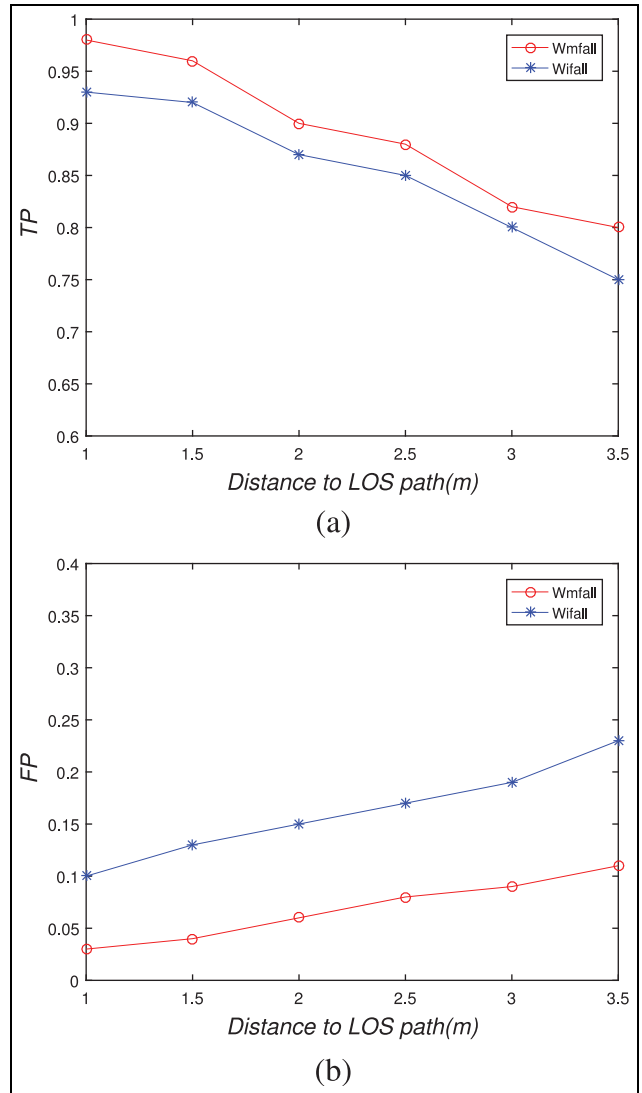 1
0.95
0.9
0.85
0.8
0.75
0.7
0.65
0.6
TP
Wmfall
Wifall
1 1.5 2 2.5 3 3.5
Distance to LOS path(m)
(a)
0.4
0.35
0.3
0.25
0.2
0.15
0.1
0.05
0
FP
Wmfall
Wifall
1 1.5 2 2.5 3 3.5
Distance to LOS path(m)
(b)